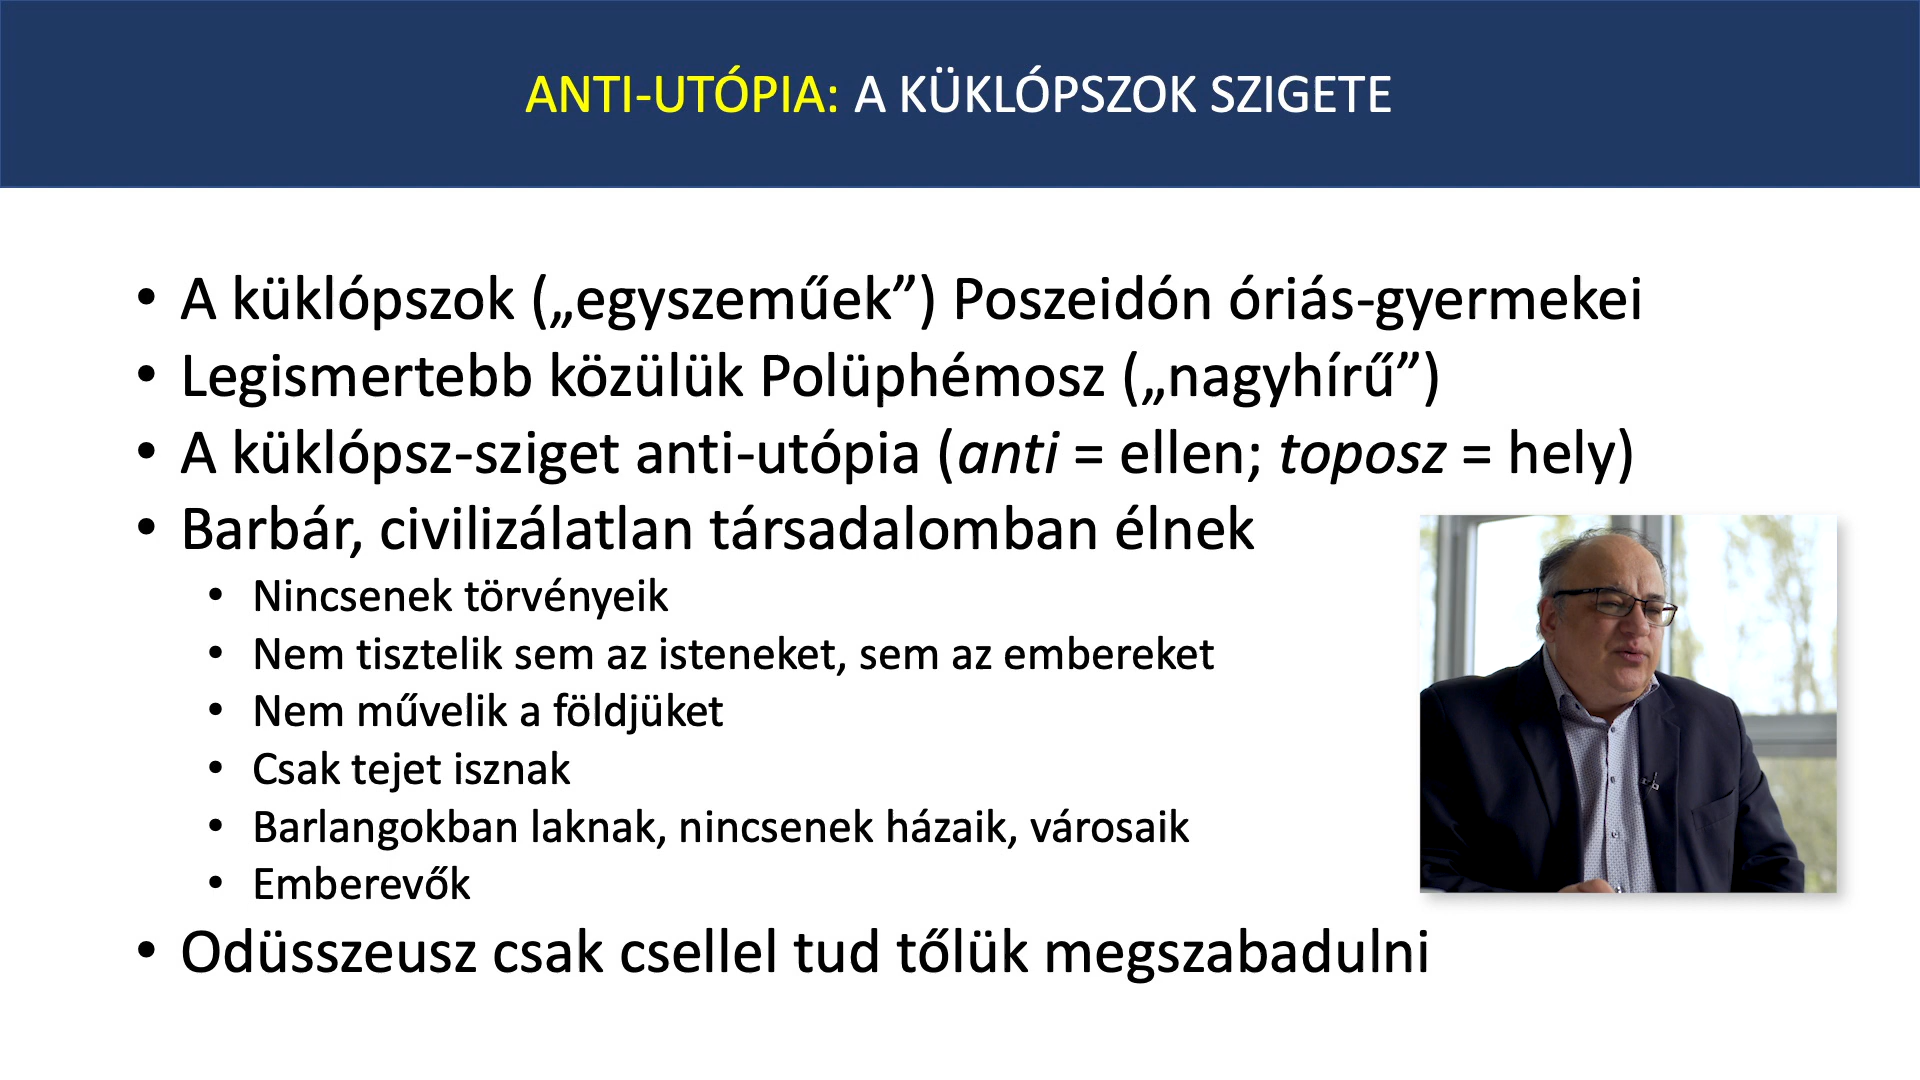 ANTI-UTÓPIA: A KÜKLÓPSZOK SZIGETE
• A küklópszok („egyszeműek”) Poszeidón óriás-gyermekei
• Legismertebb közülük Polüphémosz („nagyhírű”)
• A küklópsz-sziget anti-utópia (anti = ellen; toposz = hely)
• Barbár, civilizálatlan társadalomban élnek
• Nincsenek törvényeik
• Nem tisztelik sem az isteneket, sem az embereket
• Nem művelik a földjüket
• Csak tejet isznak
• Barlangokban laknak, nincsenek házaik, városaik
• Emberevők
• Odüsszeusz csak csellel tud tőlük megszabadulni